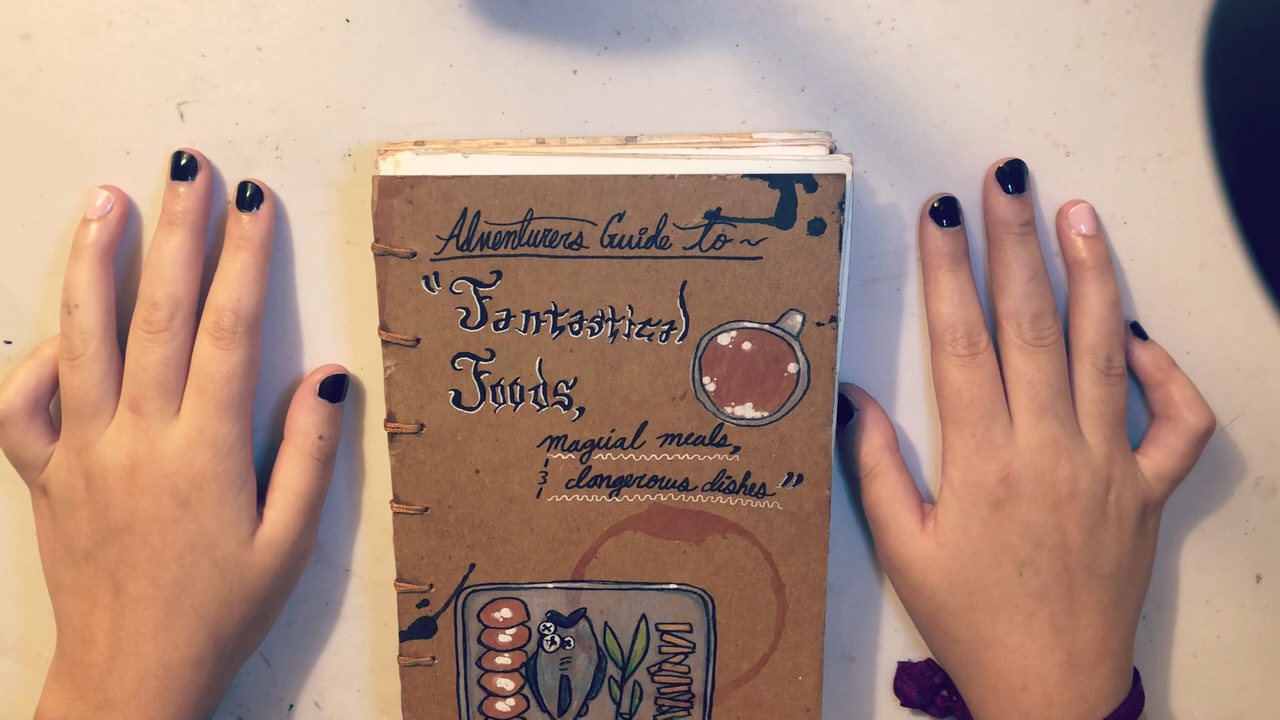 Adventurers Guide to~
"Fantastical
Foods,
magical meals,
& dangerous dishes"